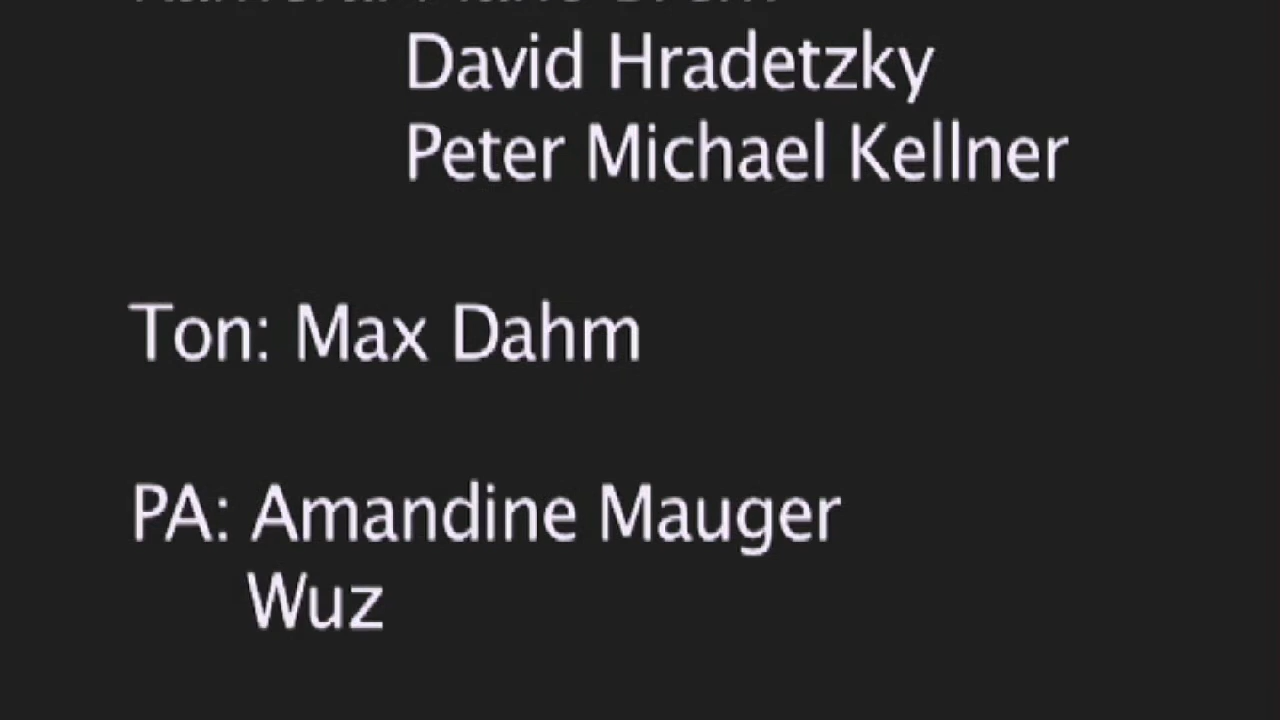 David Hradetzky
Peter Michael Kellner
Ton: Max Dahm
PA: Amandine Mauger
Wuz